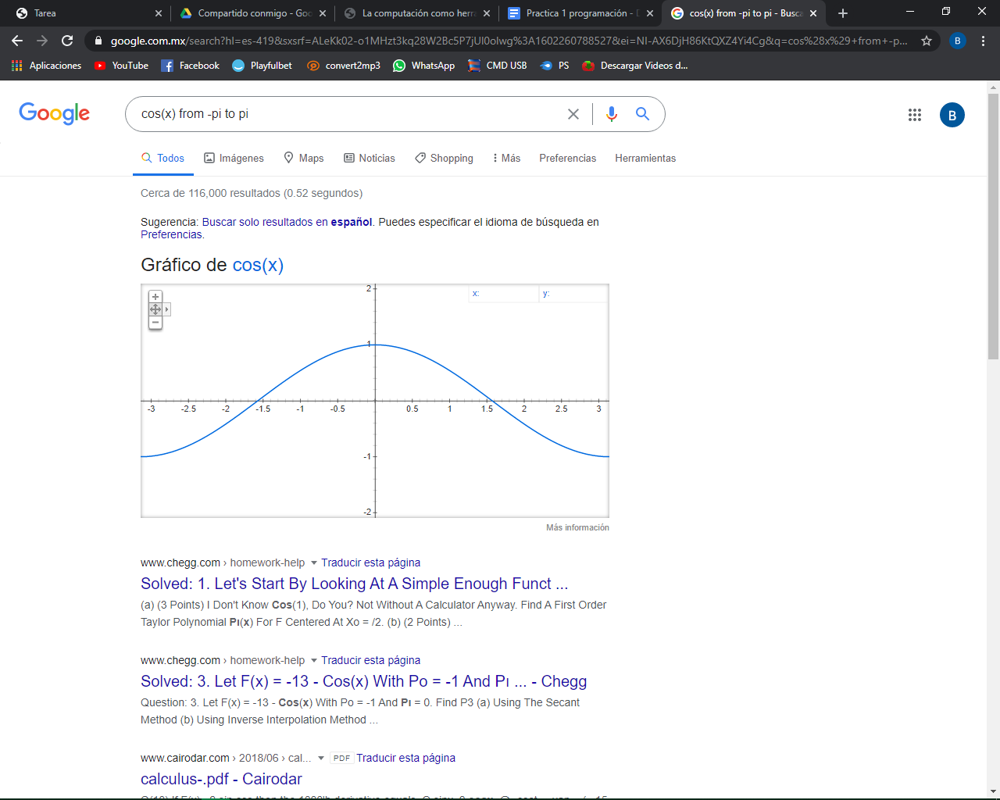 Tarea
Compartido conmigo - Goo
La computación como herra
Practica 1 programación - D
cos(x) from -pi to pi - Busca
google.com.mx/search?hl=es-419&sxsrf=ALeKk02-o1MHzt3kq28W2Bc5P7jUI0olwg%3A1602260788527&ei=NI-AX6DjH86KtQXZ4Yi4Cg&q=cos%28x%29+from+-p...
B
Aplicaciones
YouTube
Facebook
Playfulbet
convert2mp3
WhatsApp
CMD USB
PS
Descargar Videos d...
Google
cos(x) from -pi to pi
B
Todos
Imágenes
Maps
Noticias
Shopping
Más
Preferencias
Herramientas
Cerca de 116,000 resultados (0.52 segundos)
Sugerencia: Buscar solo resultados en español. Puedes especificar el idioma de búsqueda en
Preferencias.
Gráfico de cos(x)
x:
y:
2
1
-3 -2.5 -2 -1.5 -1 -0.5 0.5 1 1.5 2 2.5 3
-1
-2
Más información
www.chegg.com › homework-help Traducir esta página
Solved: 1. Let's Start By Looking At A Simple Enough Funct ...
(a) (3 Points) I Don't Know Cos(1), Do You? Not Without A Calculator Anyway. Find A First Order
Taylor Polynomial Pı(x) For F Centered At Xo = /2. (b) (2 Points) ...
www.chegg.com › homework-help Traducir esta página
Solved: 3. Let F(x) = -13 - Cos(x) With Po = -1 And Pı ... - Chegg
Question: 3. Let F(x) = -13 - Cos(x) With Po = -1 And Pı = 0. Find P3 (a) Using The Secant
Method (b) Using Inverse Interpolation Method ...
www.cairodar.com › 2018/06 › cal... PDF Traducir esta página
calculus-.pdf - Cairodar